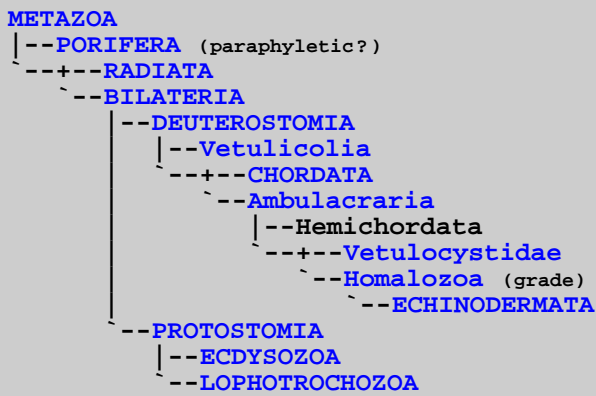 METAZOA
|--PORIFERA (paraphyletic?)
`--+--RADIATA
   `--BILATERIA
      |--DEUTEROSTOMIA
      |  |--Vetulicolia
      |  `--+--CHORDATA
      |     `--Ambulacraria
      |        |--Hemichordata
      |        `--+--Vetulocystidae
      |           `--Homalozoa (grade)
      |              `--ECHINODERMATA
      `--PROTOSTOMIA
         |--ECDYSOZOA
         `--LOPHOTROCHOZOA